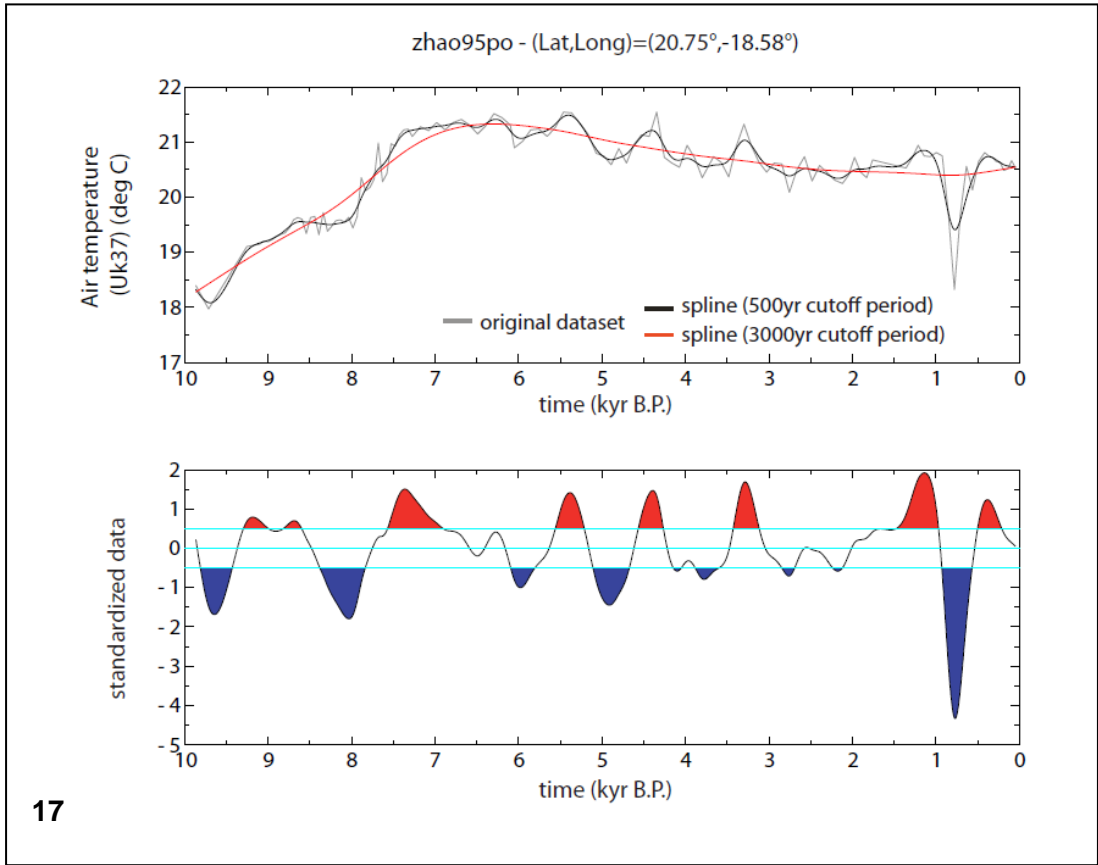 zhao95po - (Lat,Long)=(20.75°,-18.58°)
22
21
20
19
18
17
Air temperature
(Uk37) (deg C)
original dataset
spline (500yr cutoff period)
spline (3000yr cutoff period)
10 9 8 7 6 5 4 3 2 1 0
time (kyr B.P.)
2
1
0
- 1
- 2
- 3
- 4
- 5
standardized data
10 9 8 7 6 5 4 3 2 1 0
time (kyr B.P.)
17